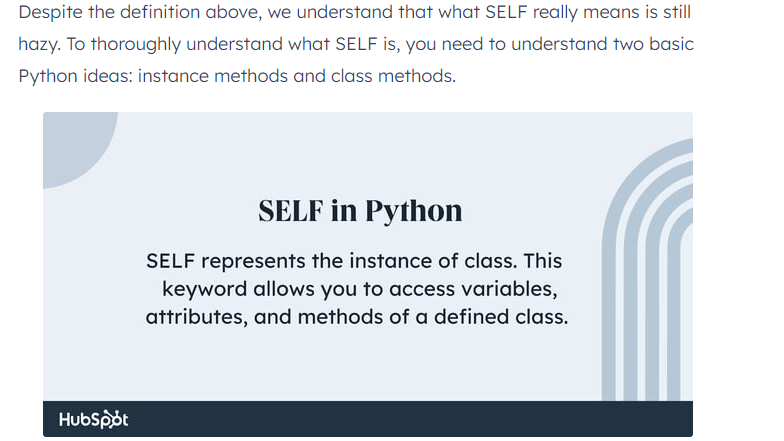 Despite the definition above, we understand that what SELF really means is still
hazy. To thoroughly understand what SELF is, you need to understand two basic
Python ideas: instance methods and class methods.
SELF in Python
SELF represents the instance of class. This
keyword allows you to access variables,
attributes, and methods of a defined class.
HubSpot